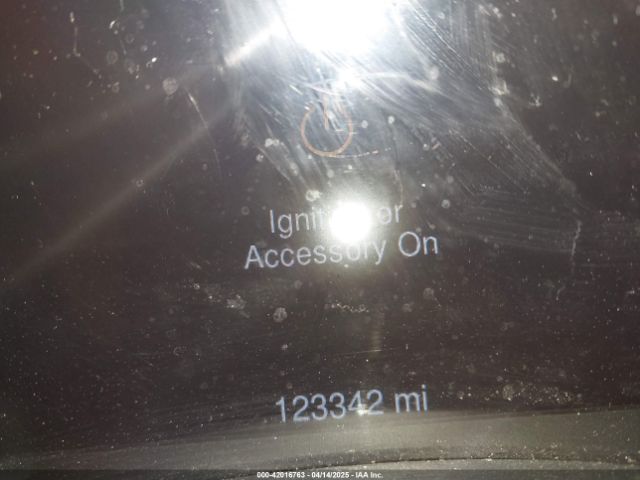 or
Accessory On
123342 mi
000-42016763 - 04/14/2025 - IAA Inc.